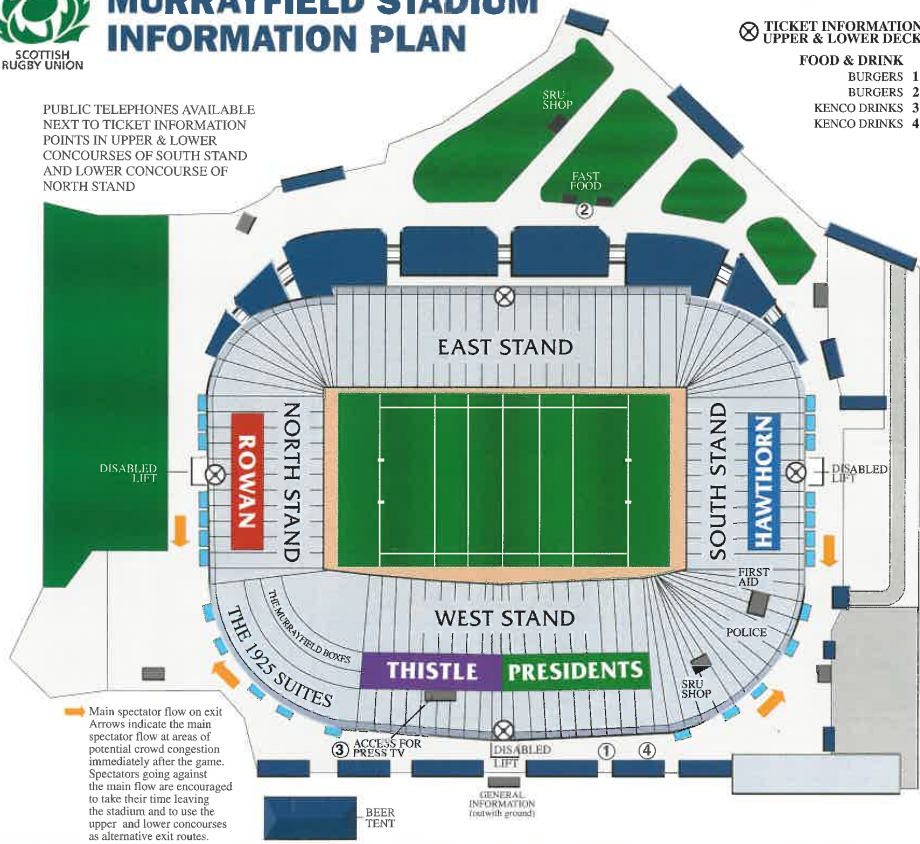 MURRAYFIELD STADIUM
INFORMATION PLAN
SCOTTISH
RUGBY UNION
TICKET INFORMATION
UPPER & LOWER DECK
FOOD & DRINK
BURGERS 1
BURGERS 2
KENCO DRINKS 3
KENCO DRINKS 4
PUBLIC TELEPHONES AVAILABLE
NEXT TO TICKET INFORMATION
POINTS IN UPPER & LOWER
CONCOURSES OF SOUTH STAND
AND LOWER CONCOURSE OF
NORTH STAND
SRU
SHOP
FAST
FOOD
2
EAST STAND
NORTH STAND
ROWAN
DISABLED
LIFT
SOUTH STAND
HAWTHORN
DISABLED
LIFT
FIRST
AID
POLICE
WEST STAND
THE MURRAYFIELD BOXES
THE 1925 SUITES
THISTLE
PRESIDENTS
SRU
SHOP
3
ACCESS FOR
PRESS TV
DISABLED
LIFT
1
4
GENERAL
INFORMATION
(outwith ground)
BEER
TENT
Main spectator flow on exit
Arrows indicate the main
spectator flow at areas of
potential crowd congestion
immediately after the game.
Spectators going against
the main flow are encouraged
to take their time leaving
the stadium and to use the
upper and lower concourses
as alternative exit routes.